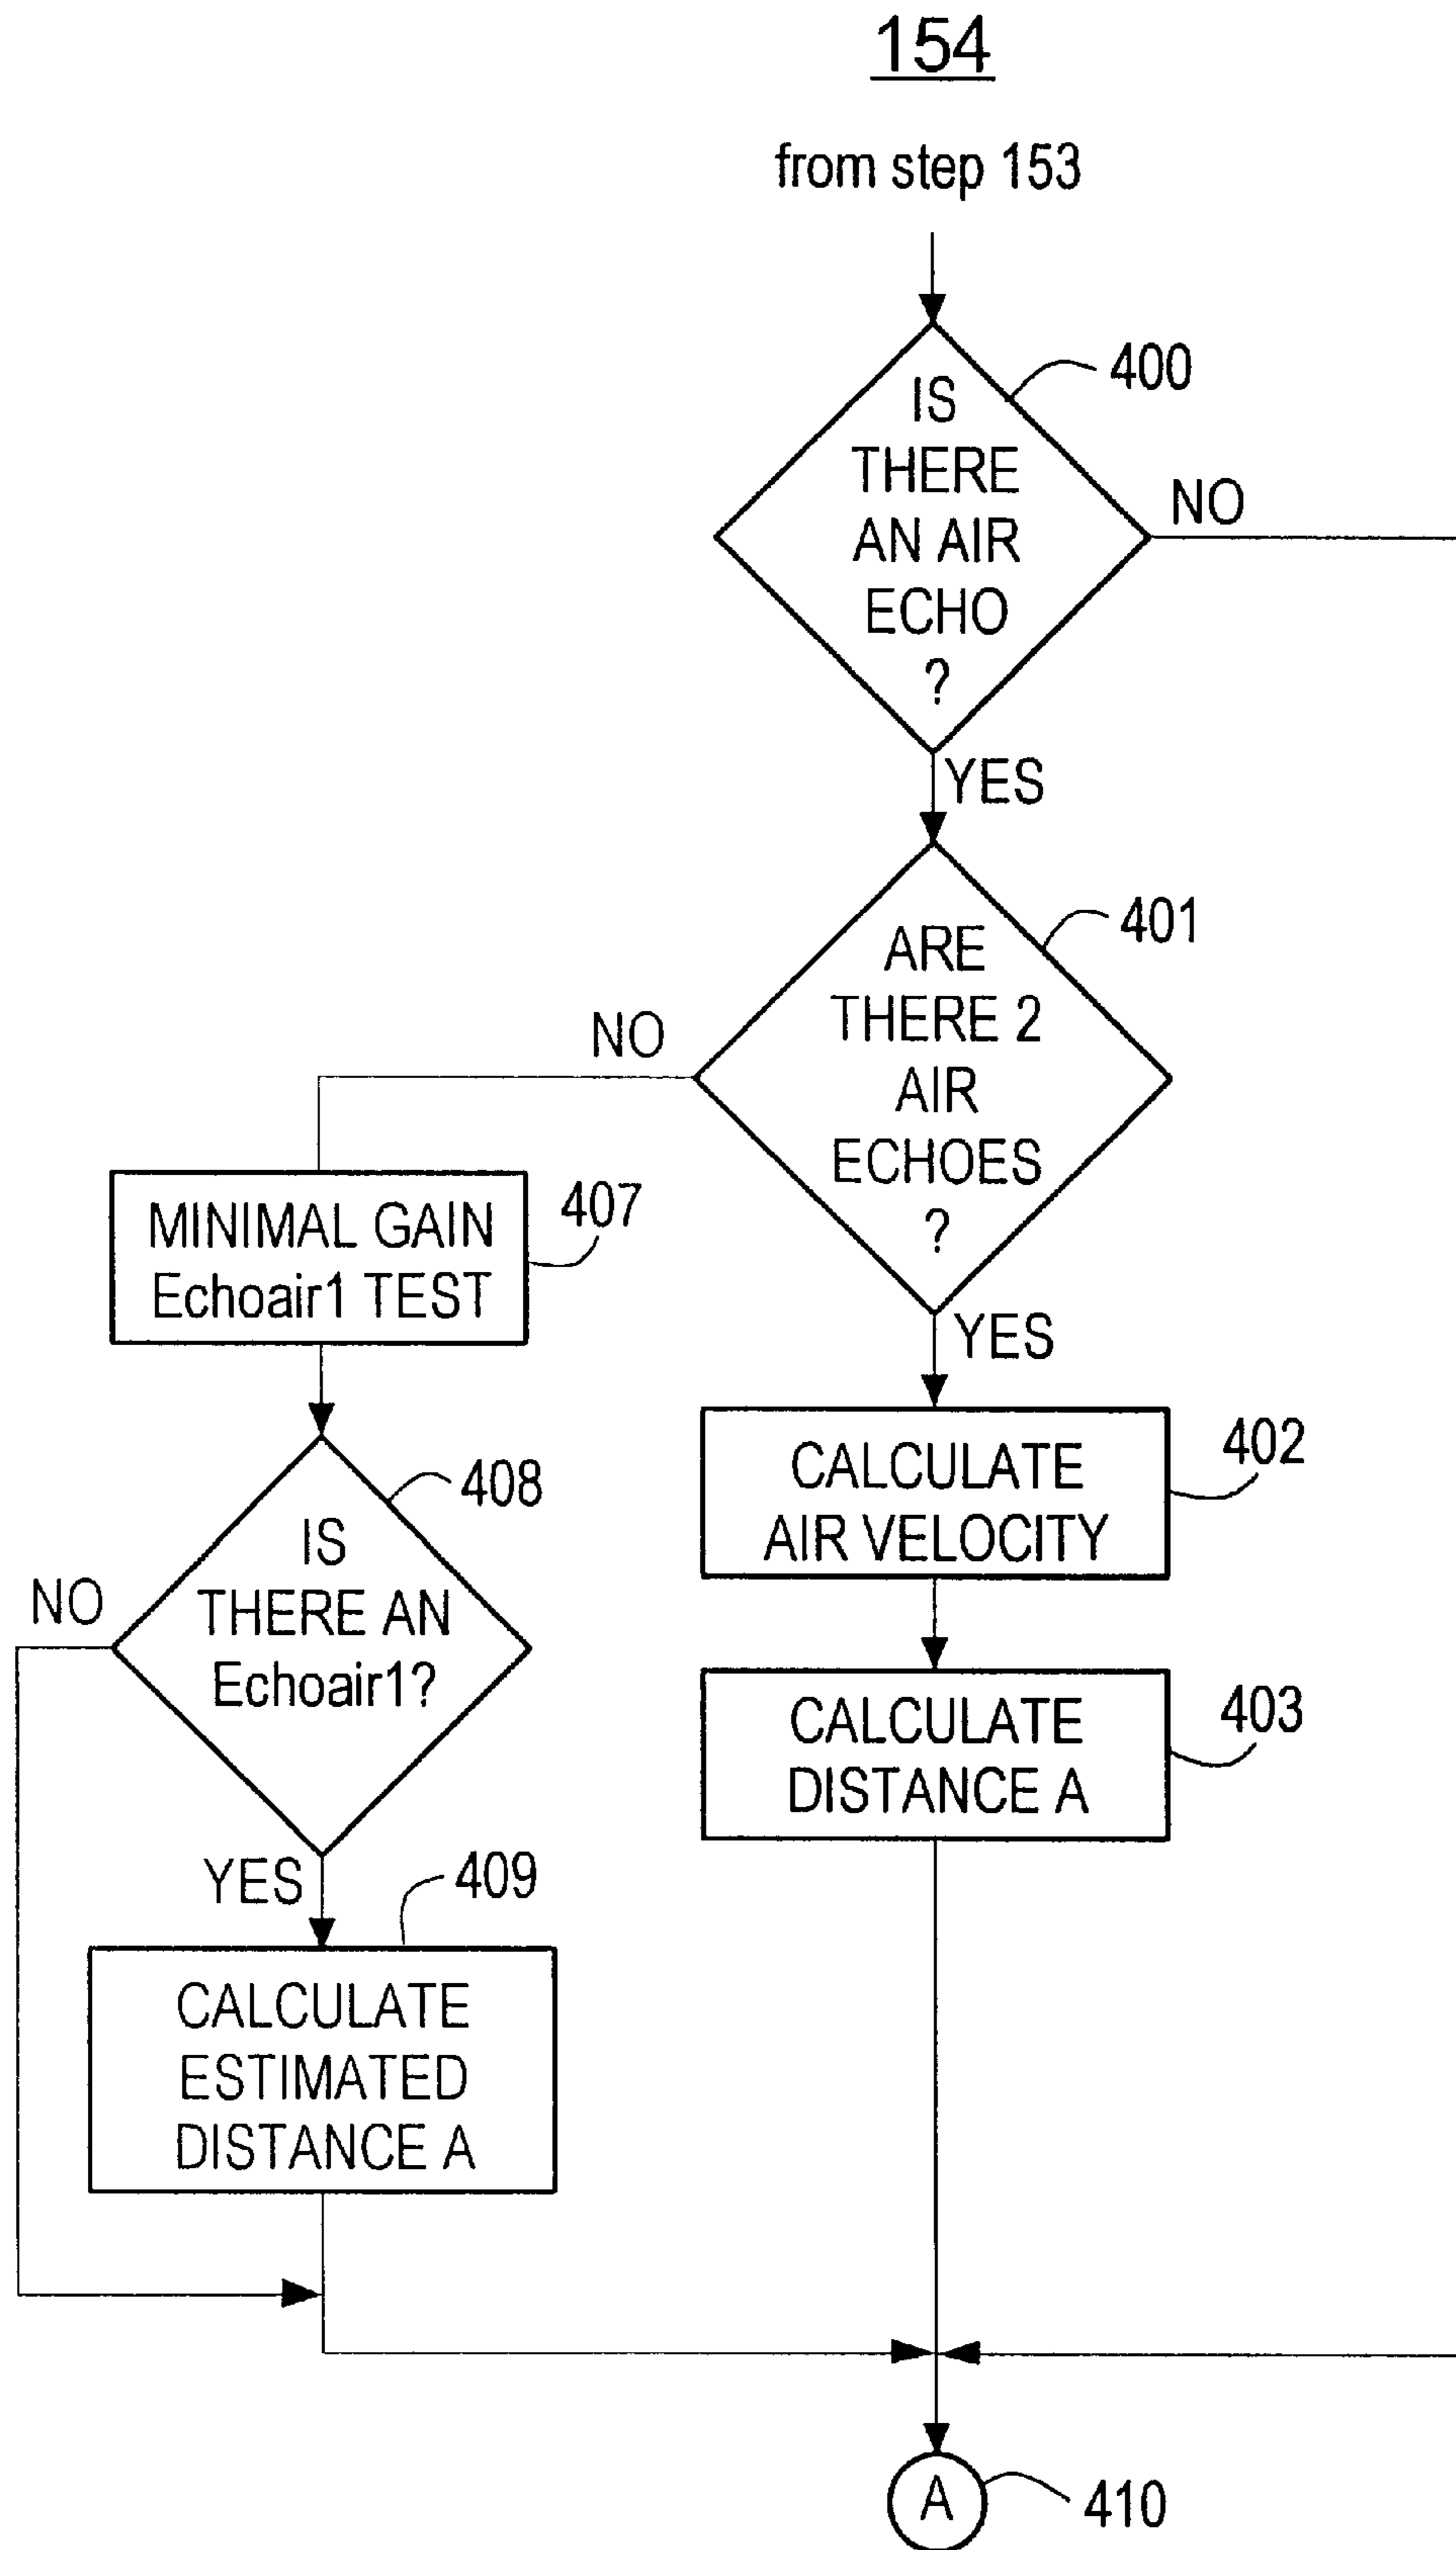 154
from step 153
400
IS
THERE
AN AIR
ECHO
?
NO
YES
401
ARE
THERE 2
AIR
ECHOES
?
NO
YES
MINIMAL GAIN
Echoair1 TEST
407
408
IS
THERE AN
Echoair1?
NO
YES
409
CALCULATE
ESTIMATED
DISTANCE A
CALCULATE
AIR VELOCITY
402
CALCULATE
DISTANCE A
403
A
410